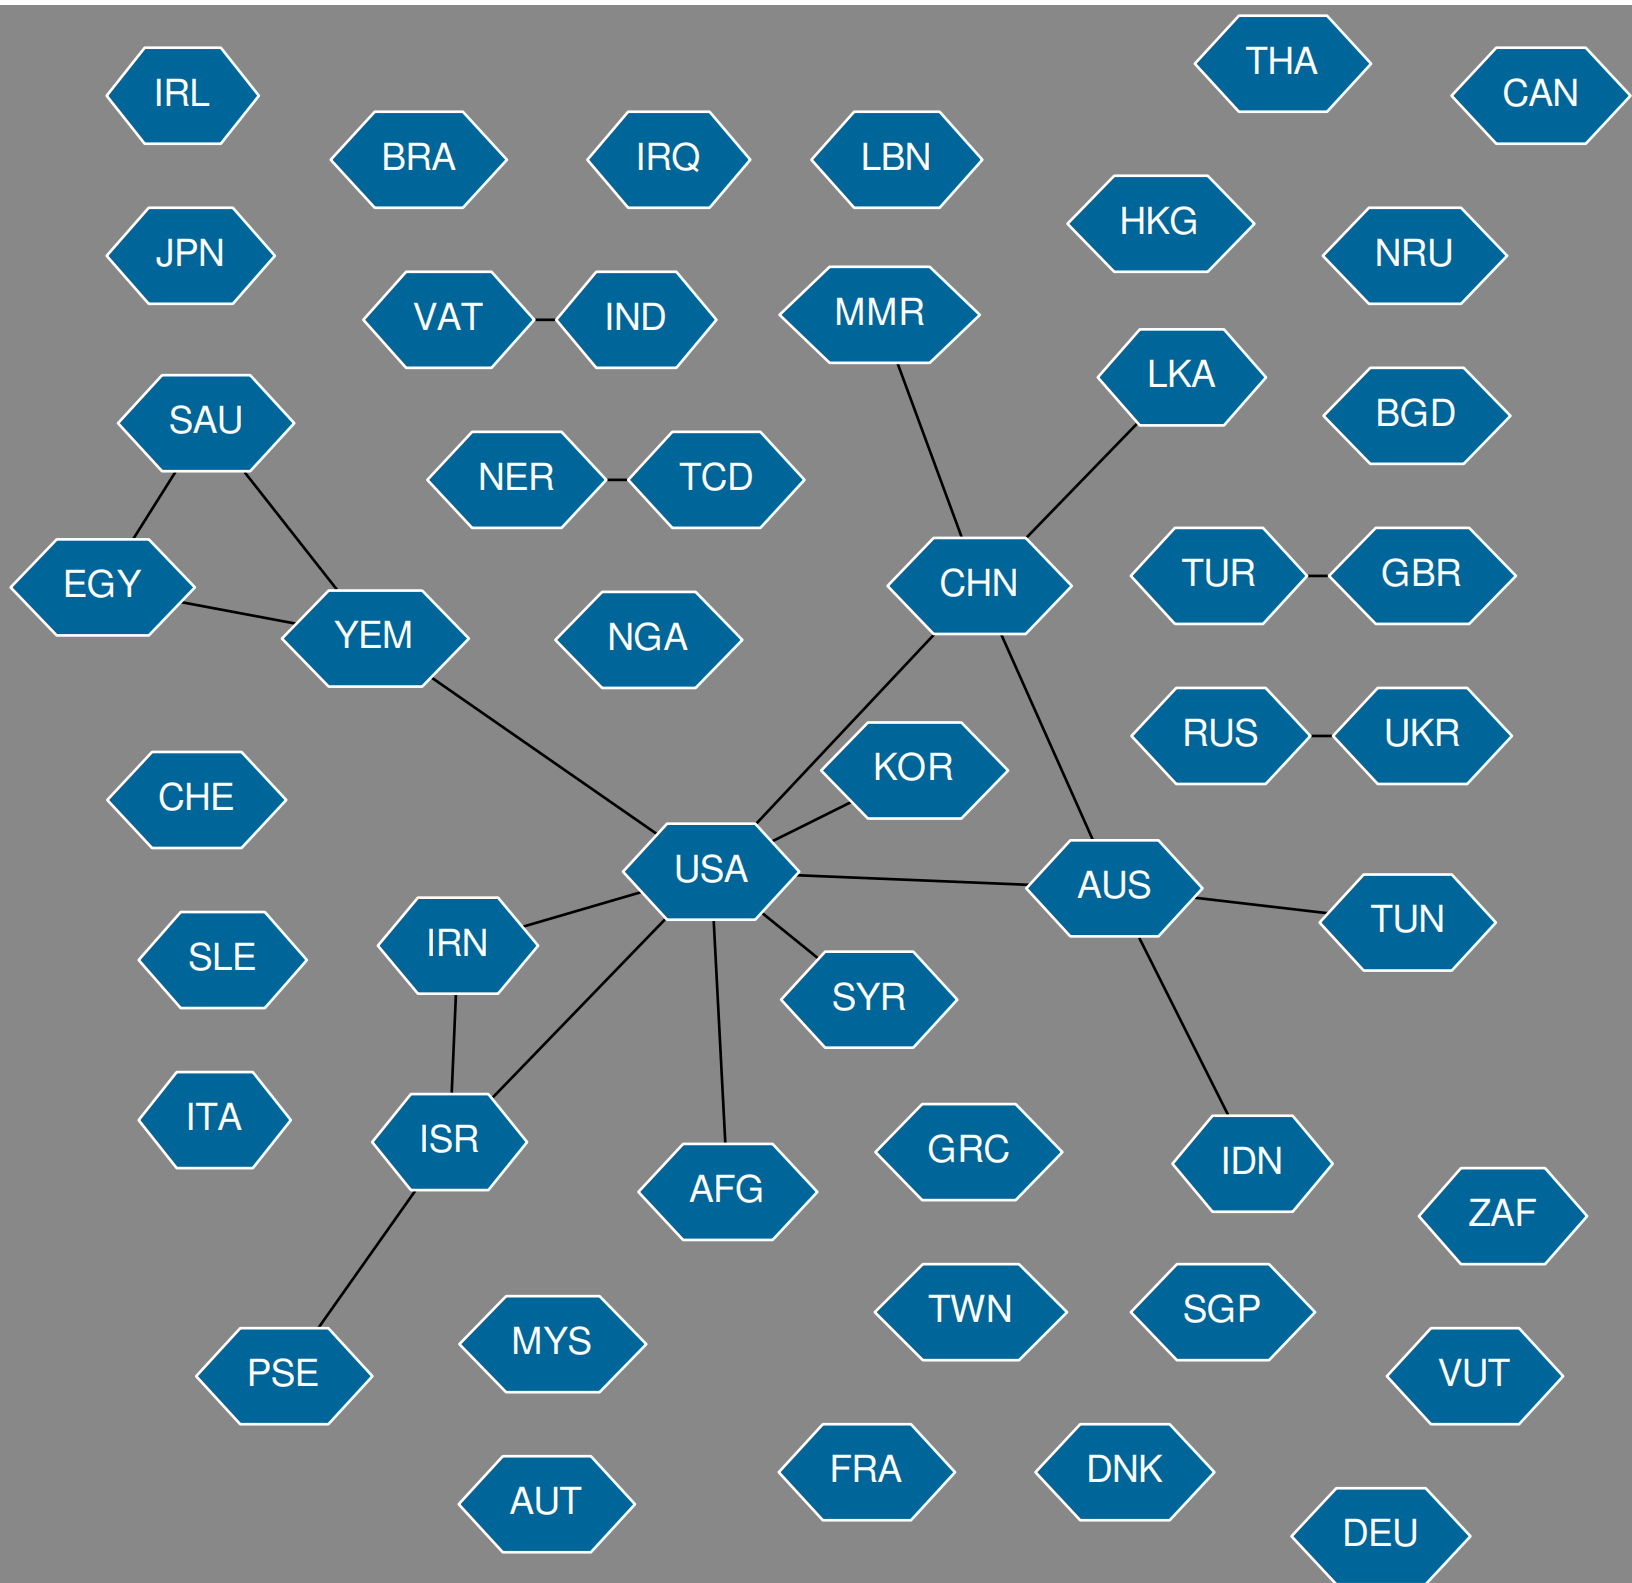 THA
IRL
CAN
BRA
IRQ
LBN
HKG
JPN
NRU
VAT
IND
MMR
LKA
SAU
BGD
NER
TCD
EGY
CHN
TUR
GBR
YEM
NGA
RUS
UKR
KOR
CHE
USA
AUS
TUN
IRN
SLE
SYR
ITA
ISR
GRC
IDN
AFG
ZAF
TWN
SGP
MYS
PSE
VUT
FRA
DNK
AUT
DEU